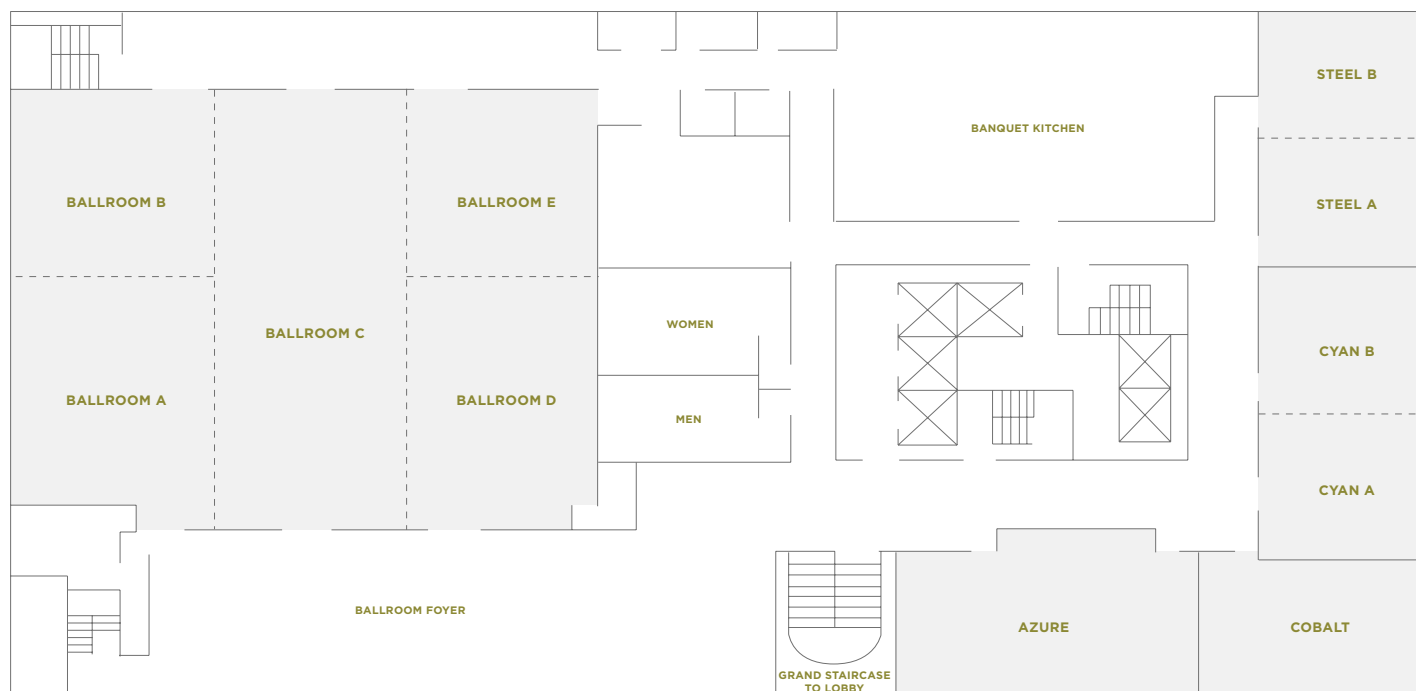 STEEL B
BANQUET KITCHEN
BALLROOM B
BALLROOM E
STEEL A
WOMEN
BALLROOM C
CYAN B
BALLROOM A
BALLROOM D
MEN
CYAN A
BALLROOM FOYER
AZURE
COBALT
GRAND STAIRCASE
TO LOBBY